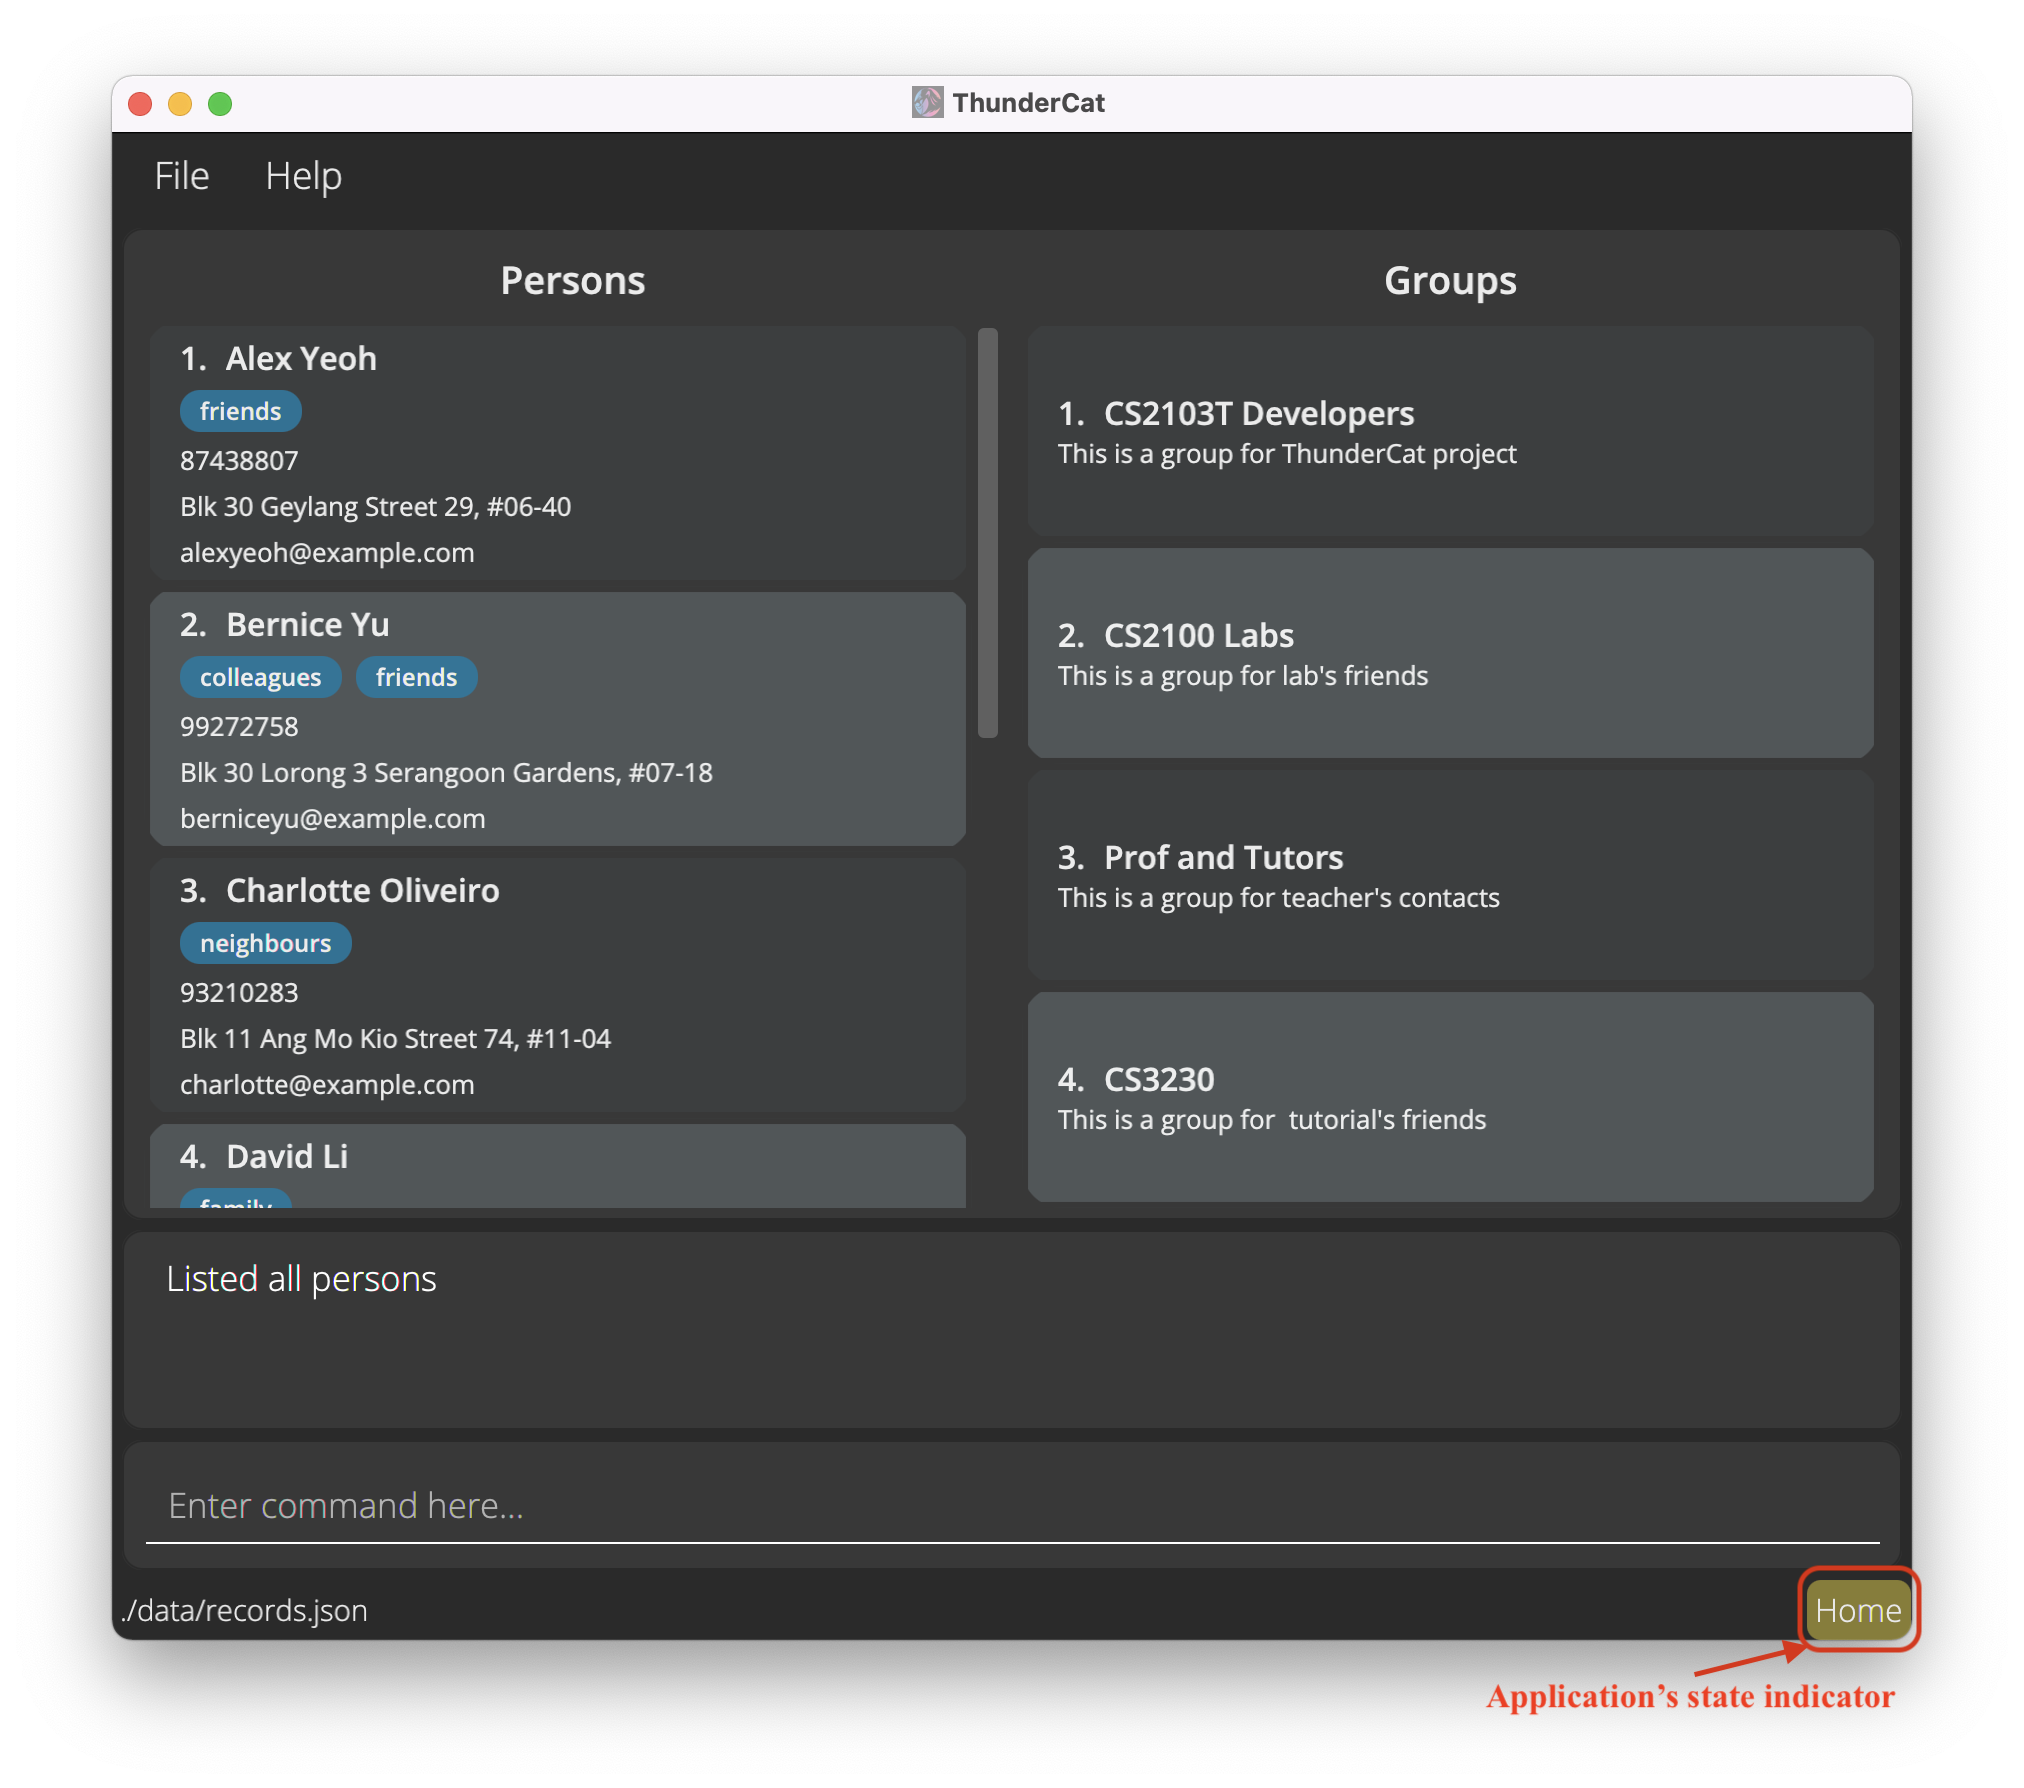 ThunderCat
File Help
Persons
1. Alex Yeoh
friends
87438807
Blk 30 Geylang Street 29, #06-40
alexyeoh@example.com
2. Bernice Yu
colleagues friends
99272758
Blk 30 Lorong 3 Serangoon Gardens, #07-18
berniceyu@example.com
3. Charlotte Oliveiro
neighbours
93210283
Blk 11 Ang Mo Kio Street 74, #11-04
charlotte@example.com
4. David Li
family
Groups
1. CS2103T Developers
This is a group for ThunderCat project
2. CS2100 Labs
This is a group for lab's friends
3. Prof and Tutors
This is a group for teacher's contacts
4. CS3230
This is a group for  tutorial's friends
Listed all persons
Enter command here...
./data/records.json
Home
Application’s state indicator